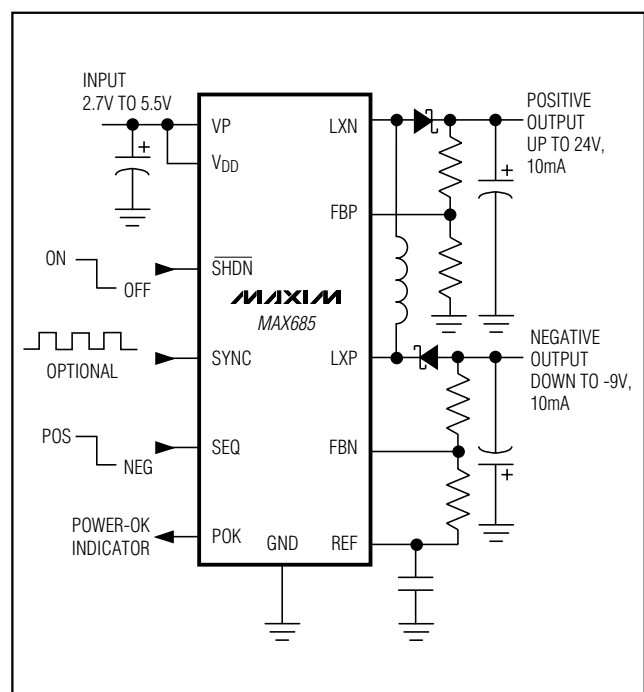 INPUT
2.7V TO 5.5V
VP
VDD
SHDN
SYNC
SEQ
POK
GND
LXN
FBP
LXP
FBN
REF
MAXIM
MAX685
ON
OFF
OPTIONAL
POS
NEG
POWER-OK
INDICATOR
POSITIVE
OUTPUT
UP TO 24V,
10mA
NEGATIVE
OUTPUT
DOWN TO -9V,
10mA
+
+
+